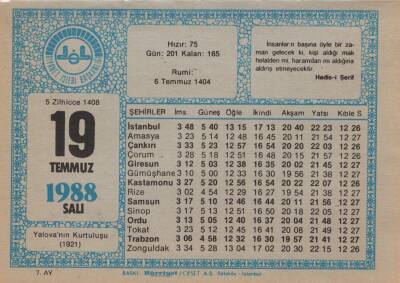 Hızır: 75
Gün: 201 Kalan: 165
Rumi:
6 Temmuz 1404
İnsanların başına öyle bir za-
man gelecek ki, kişi aldığı malı
helalden mi, haramdan mı aldığına
aldırış etmeyecektir.
Hadis-i Şerif
5 Zilhicce 1408
19
TEMMUZ
1988
SALI
Yalova'nın Kurtuluşu
(1921)
ŞEHİRLER İms. Güneş Öğle İkindi Akşam Yatsı Kıble S
İstanbul 3 48 5 40 13 15 17 13 20 40 22 23 12 26
Amasya 3 23 5 14 12 48 16 45 20 11 21 54 12 27
Çankırı 3 33 5 23 12 57 16 54 20 20 22 03 12 27
Çorum 3 28 5 18 12 51 16 48 20 15 21 57 12 27
Giresun 3 12 5 03 12 38 16 35 20 02 21 45 12 27
Gümüşhane 3 10 5 00 12 33 16 30 19 56 21 38 12 27
Kastamonu 3 27 5 20 12 56 16 54 20 22 22 07 12 26
Rize 3 02 4 54 12 29 16 27 19 54 21 37 12 27
Samsun 3 17 5 10 12 46 16 44 20 11 21 56 12 27
Sinop 3 17 5 13 12 51 16 50 20 18 22 05 12 27
Ordu 3 13 5 05 12 40 16 37 20 04 21 48 12 27
Tokat 3 23 5 12 12 45 16 42 20 07 21 49 12 27
Trabzon 3 06 4 58 12 32 16 30 19 57 21 41 12 27
Zonguldak 3 34 5 28 13 04 17 02 20 30 22 16 12 27
7. AY
BASKI: Hürriyet / OFSET A.Ş. Sefaköy - İstanbul